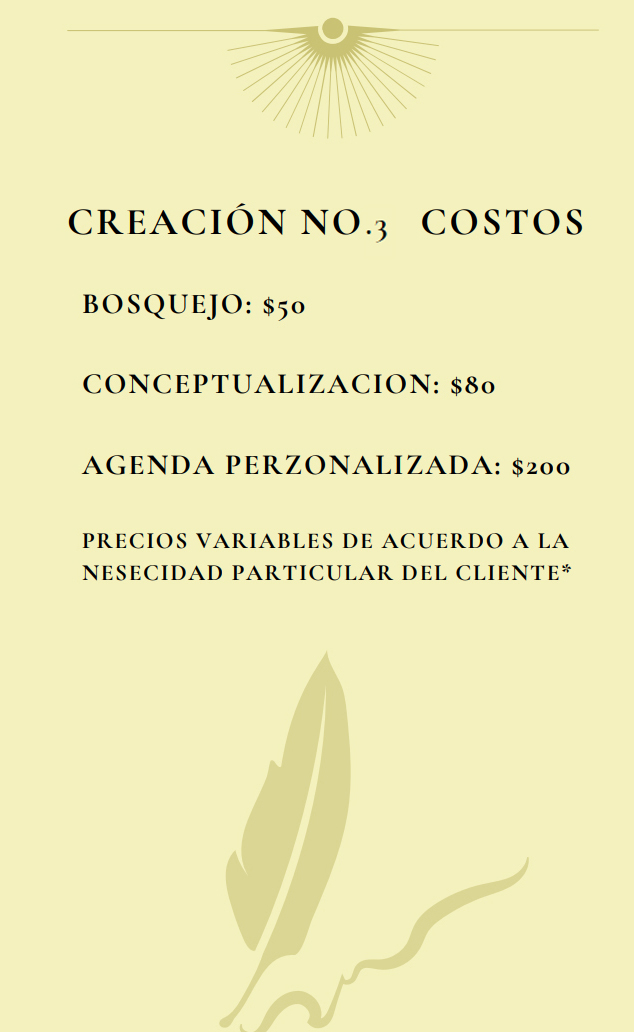 CREACIÓN NO.3 COSTOS
BOSQUEJO: $50
CONCEPTUALIZACION: $80
AGENDA PERZONALIZADA: $200
PRECIOS VARIABLES DE ACUERDO A LA
NESECIDAD PARTICULAR DEL CLIENTE*